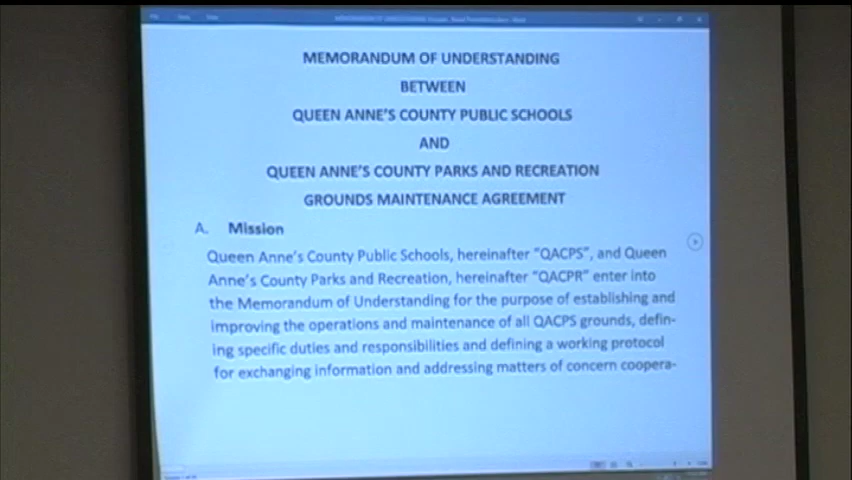 MEMORANDUM OF UNDERSTANDING
BETWEEN
QUEEN ANNE'S COUNTY PUBLIC SCHOOLS
AND
QUEEN ANNE'S COUNTY PARKS AND RECREATION
GROUNDS MAINTENANCE AGREEMENT
A. Mission
Queen Anne's County Public Schools, hereinafter “QACPS”, and Queen
Anne's County Parks and Recreation, hereinafter “QACPR” enter into
the Memorandum of Understanding for the purpose of establishing and
improving the operations and maintenance of all QACPS grounds, defin-
ing specific duties and responsibilities and defining a working protocol
for exchanging information and addressing matters of concern coopera-